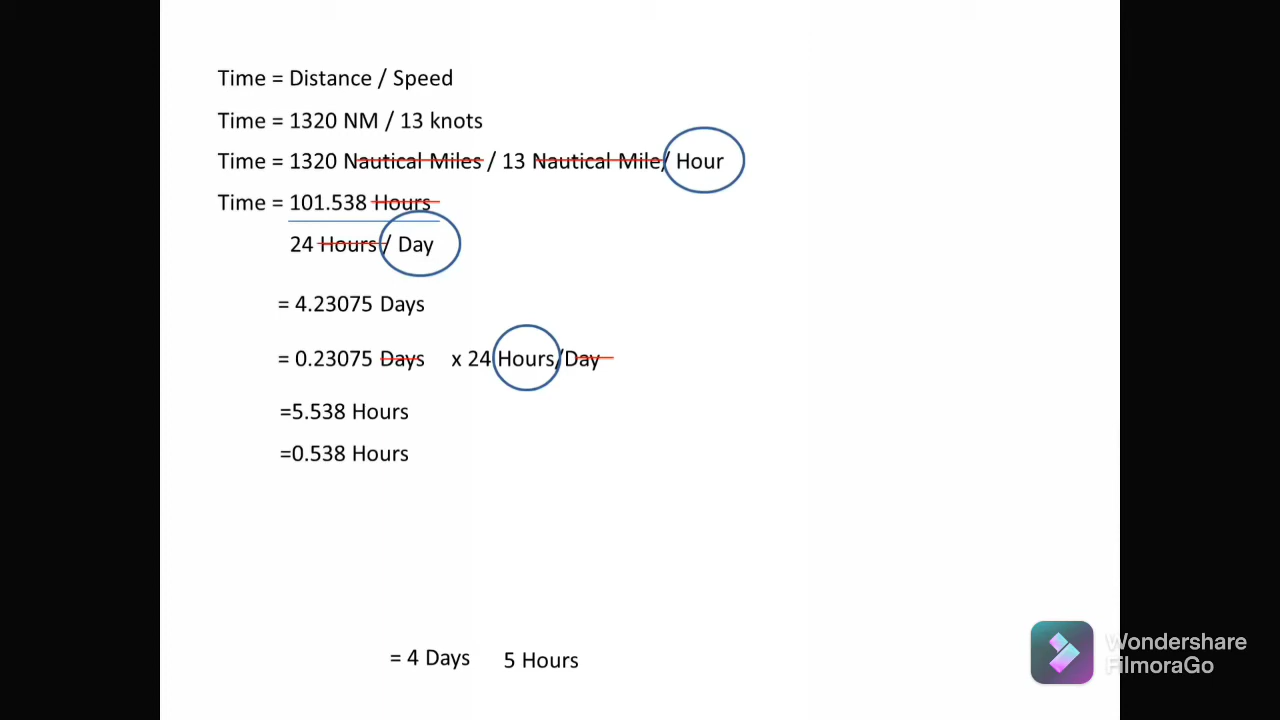 Time = Distance / Speed
Time = 1320 NM / 13 knots
Time = 1320 Nautical Miles / 13 Nautical Mile/ Hour
Time = 101.538 Hours
24 Hours / Day
= 4.23075 Days
= 0.23075 Days x 24 Hours/Day
=5.538 Hours
=0.538 Hours
= 4 Days 5 Hours
Wondershare
FilmoraGo